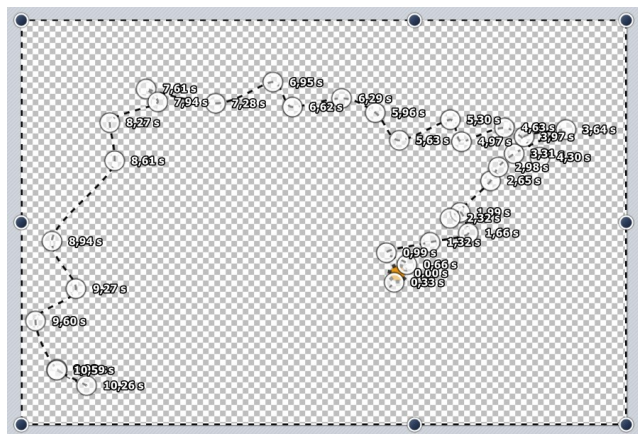 7,61 s
6,95 s
7,94 s
7,28 s
6,62 s
6,29 s
5,96 s
8,27 s
5,30 s
4,63 s
3,64 s
3,97 s
5,63 s
4,97 s
3,31 s
4,30 s
8,61 s
2,98 s
2,65 s
1,99 s
2,32 s
1,66 s
8,94 s
1,32 s
0,99 s
0,66 s
0,00 s
0,33 s
9,27 s
9,60 s
10,59 s
10,26 s